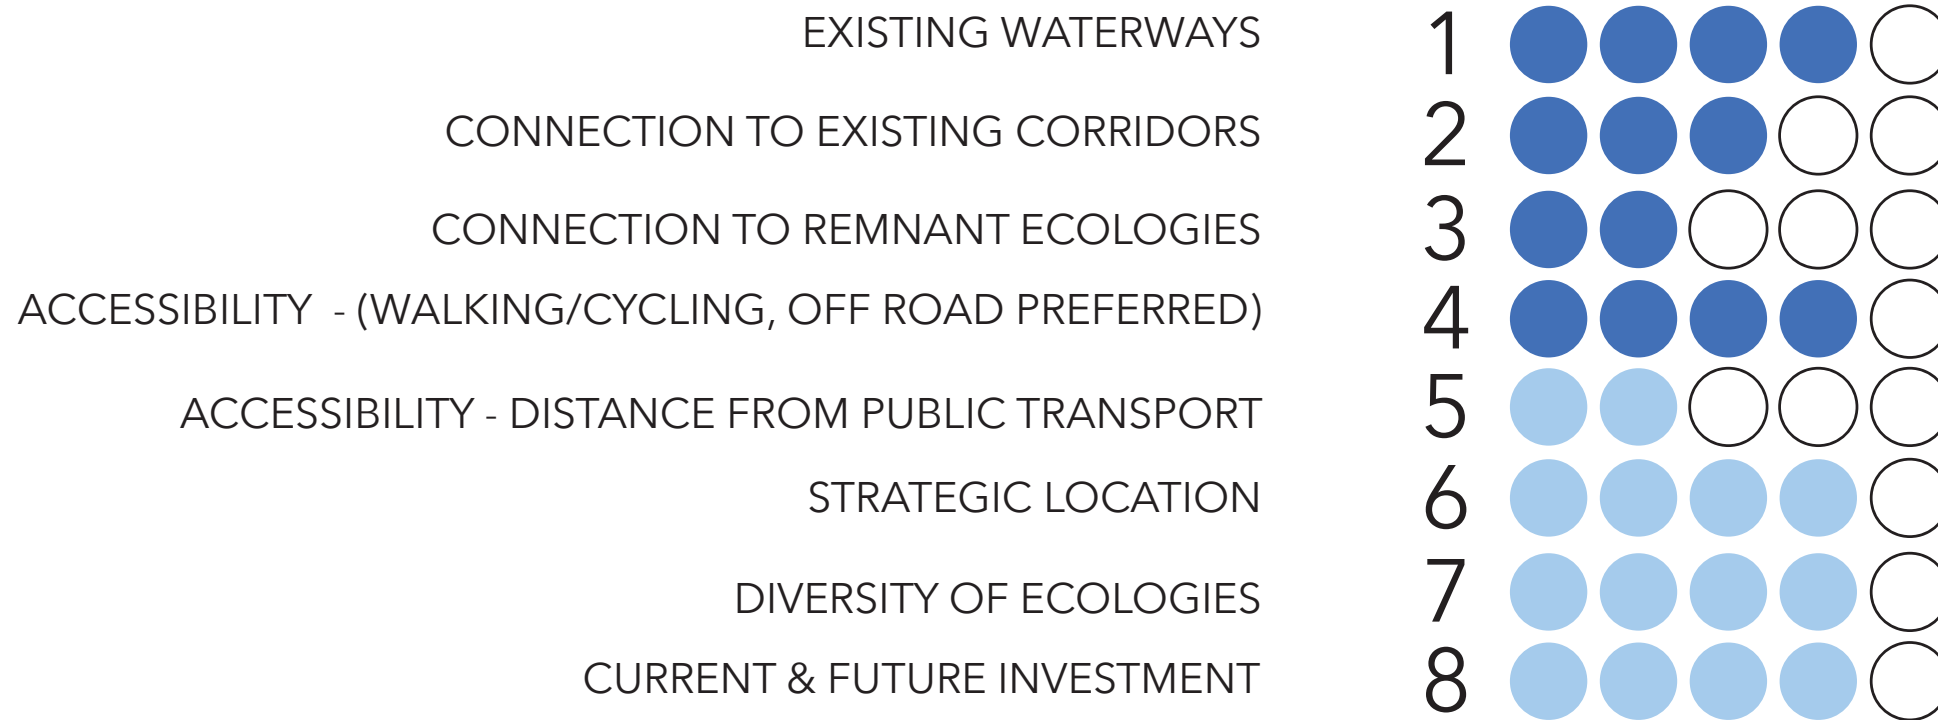 EXISTING WATERWAYS 1
CONNECTION TO EXISTING CORRIDORS 2
CONNECTION TO REMNANT ECOLOGIES 3
ACCESSIBILITY - (WALKING/CYCLING, OFF ROAD PREFERRED) 4
ACCESSIBILITY - DISTANCE FROM PUBLIC TRANSPORT 5
STRATEGIC LOCATION 6
DIVERSITY OF ECOLOGIES 7
CURRENT & FUTURE INVESTMENT 8